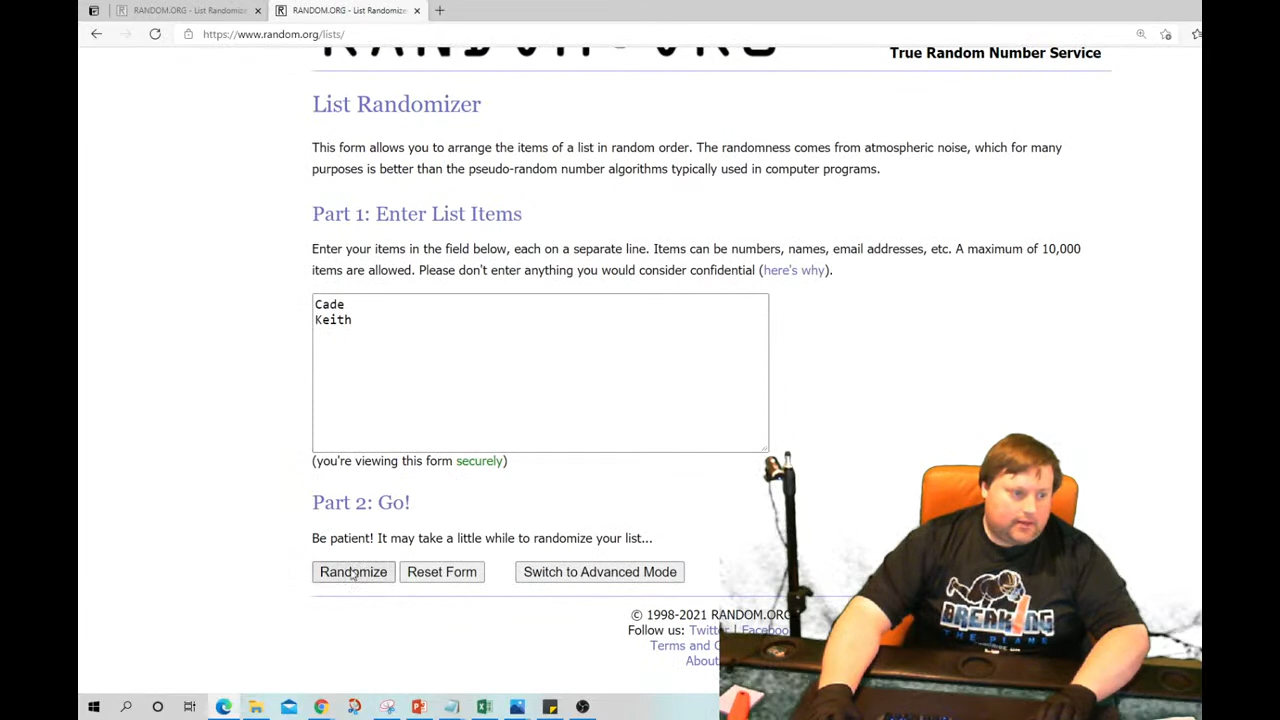 RANDOM.ORG - List Randomize
RANDOM.ORG - List Randomize
https://www.random.org/lists/
RANDOM.ORG
True Random Number Service
List Randomizer
This form allows you to arrange the items of a list in random order. The randomness comes from atmospheric noise, which for many
purposes is better than the pseudo-random number algorithms typically used in computer programs.
Part 1: Enter List Items
Enter your items in the field below, each on a separate line. Items can be numbers, names, email addresses, etc. A maximum of 10,000
items are allowed. Please don't enter anything you would consider confidential (here's why).
Cade
Keith
(you're viewing this form securely)
Part 2: Go!
Be patient! It may take a little while to randomize your list...
Randomize Reset Form Switch to Advanced Mode
© 1998-2021 RANDOM.ORG
Follow us: Twitter | Faceboo
Terms and C
About
BREAKING
THE PLANE